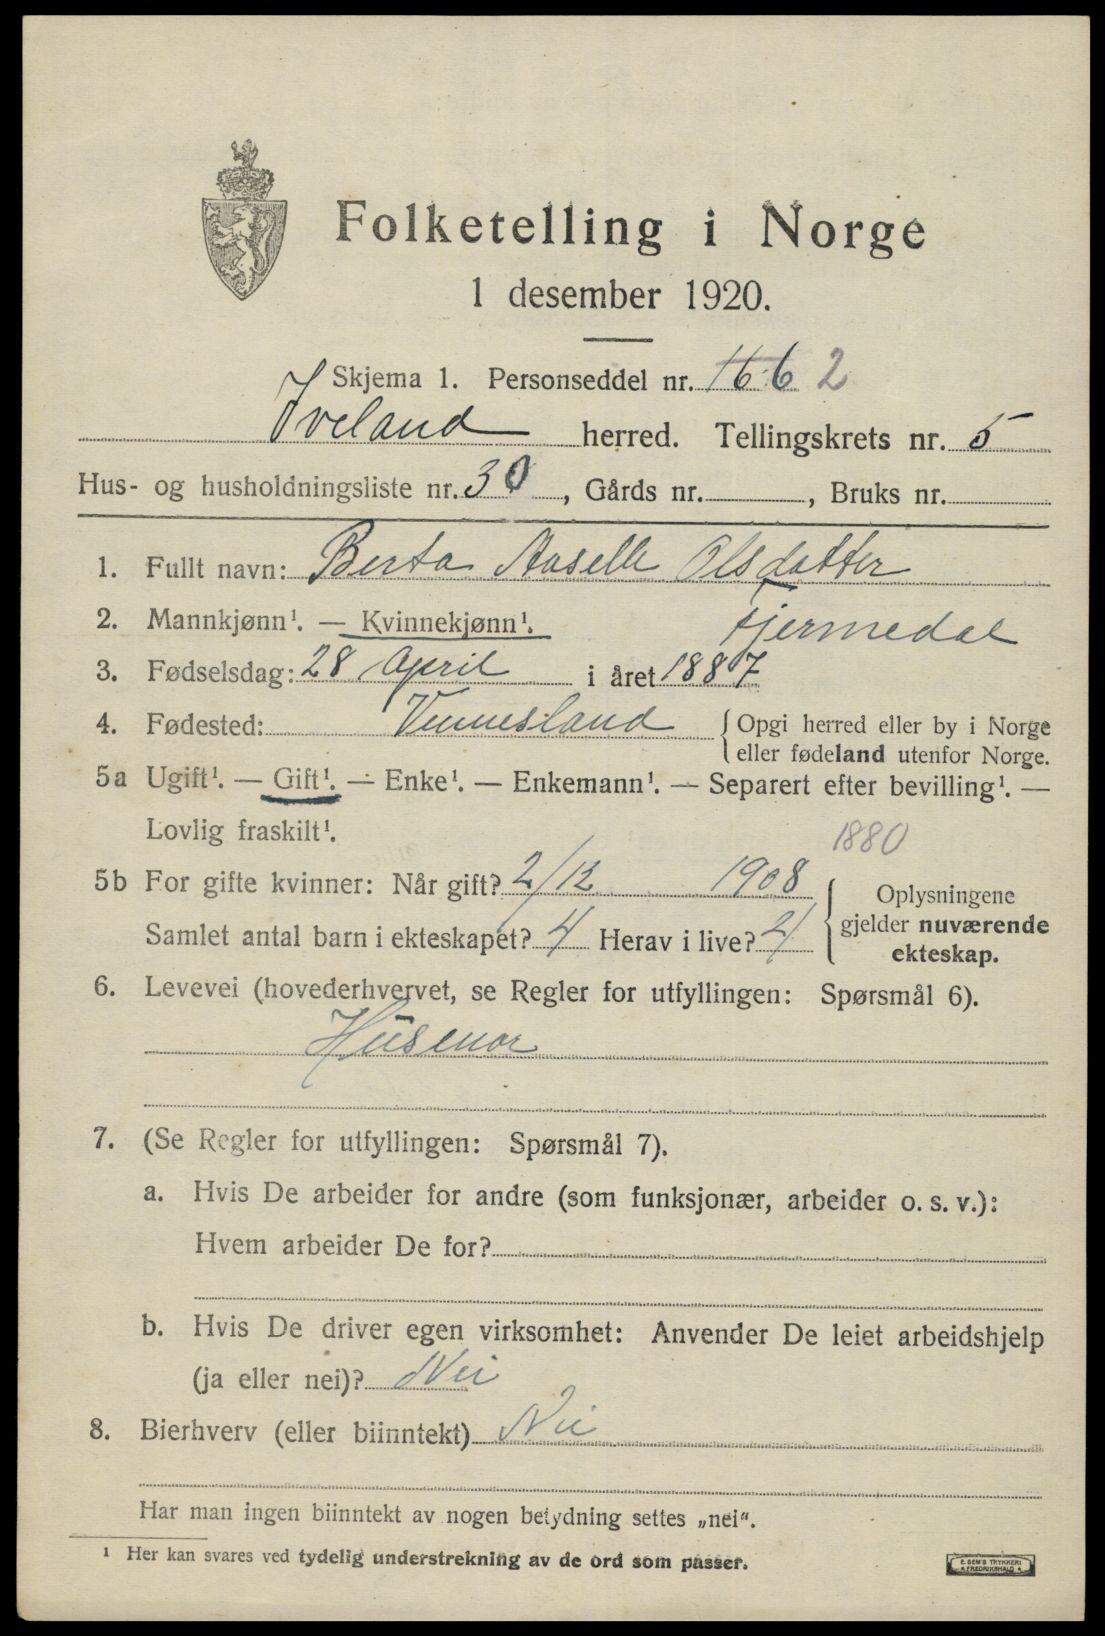 Folketelling i Norge
1 desember 1920.
Skjema 1. Personseddel nr. 166 2
Iveland herred. Tellingskrets nr. 5
Hus- og husholdningsliste nr. 30, Gårds nr. , Bruks nr.
1. Fullt navn: Berta Aaselle Olsdatter
Tjermedal
2. Mannkjønn¹. — Kvinnekjønn¹.
3. Fødselsdag: 28 April i året 1887
4. Fødested: Vennesland { Opgi herred eller by i Norge
eller fødeland utenfor Norge.
5a Ugift¹. — Gift¹. — Enke¹. — Enkemann¹. — Separert efter bevilling¹. —
Lovlig fraskilt¹.
1880
5b For gifte kvinner: Når gift? 2/12 1908 { Oplysningene
gjelder nuværende
ekteskap.
Samlet antal barn i ekteskapet? 4 Herav i live? 4
6. Levevei (hovederhvervet, se Regler for utfyllingen: Spørsmål 6).
Husmor
7. (Se Regler for utfyllingen: Spørsmål 7).
a. Hvis De arbeider for andre (som funksjonær, arbeider o. s. v.):
Hvem arbeider De for?
b. Hvis De driver egen virksomhet: Anvender De leiet arbeidshjelp
(ja eller nei)? Nei
8. Bierhverv (eller biinntekt) Nei
Har man ingen biinntekt av nogen betydning settes „nei“.
¹ Her kan svares ved tydelig understrekning av de ord som passer.
E. SEM'S TRYKKERI
FREDRIKSHALD